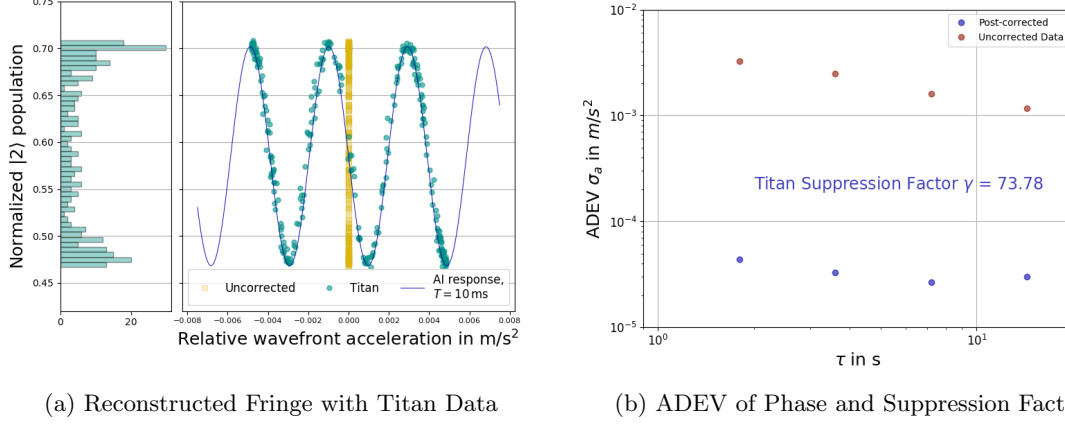 0.75
0.70
0.65
0.60
0.55
0.50
0.45
Normalized |2⟩ population
0 20
−0.008 −0.006 −0.004 −0.002 0.000 0.002 0.004 0.006 0.008
Relative wavefront acceleration in m/s²
Uncorrected Titan AI response,
T = 10 ms
(a) Reconstructed Fringe with Titan Data
10⁻²
10⁻³
10⁻⁴
10⁻⁵
ADEV σₐ in m/s²
Post-corrected
Uncorrected Data
Titan Suppression Factor γ = 73.78
10⁰ 10¹
τ in s
(b) ADEV of Phase and Suppression Fact